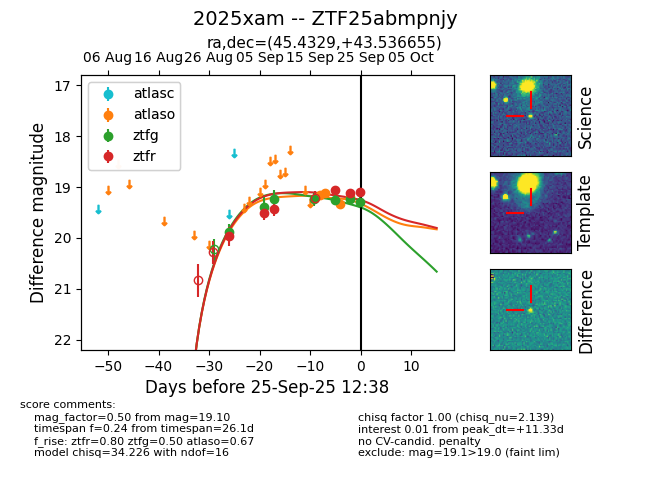 2025xam -- ZTF25abmpnjy
ra,dec=(45.4329,+43.536655)
06 Aug 16 Aug 26 Aug 05 Sep 15 Sep 25 Sep 05 Oct
atlasc
atlaso
ztfg
ztfr
17
18
19
20
21
22
Difference magnitude
−50 −40 −30 −20 −10 0 10
Days before 25-Sep-25 12:38
Science
Template
Difference
score comments:
mag_factor=0.50 from mag=19.10
timespan f=0.24 from timespan=26.1d
f_rise: ztfr=0.80 ztfg=0.50 atlaso=0.67
model chisq=34.226 with ndof=16
chisq factor 1.00 (chisq_nu=2.139)
interest 0.01 from peak_dt=+11.33d
no CV-candid. penalty
exclude: mag=19.1>19.0 (faint lim)